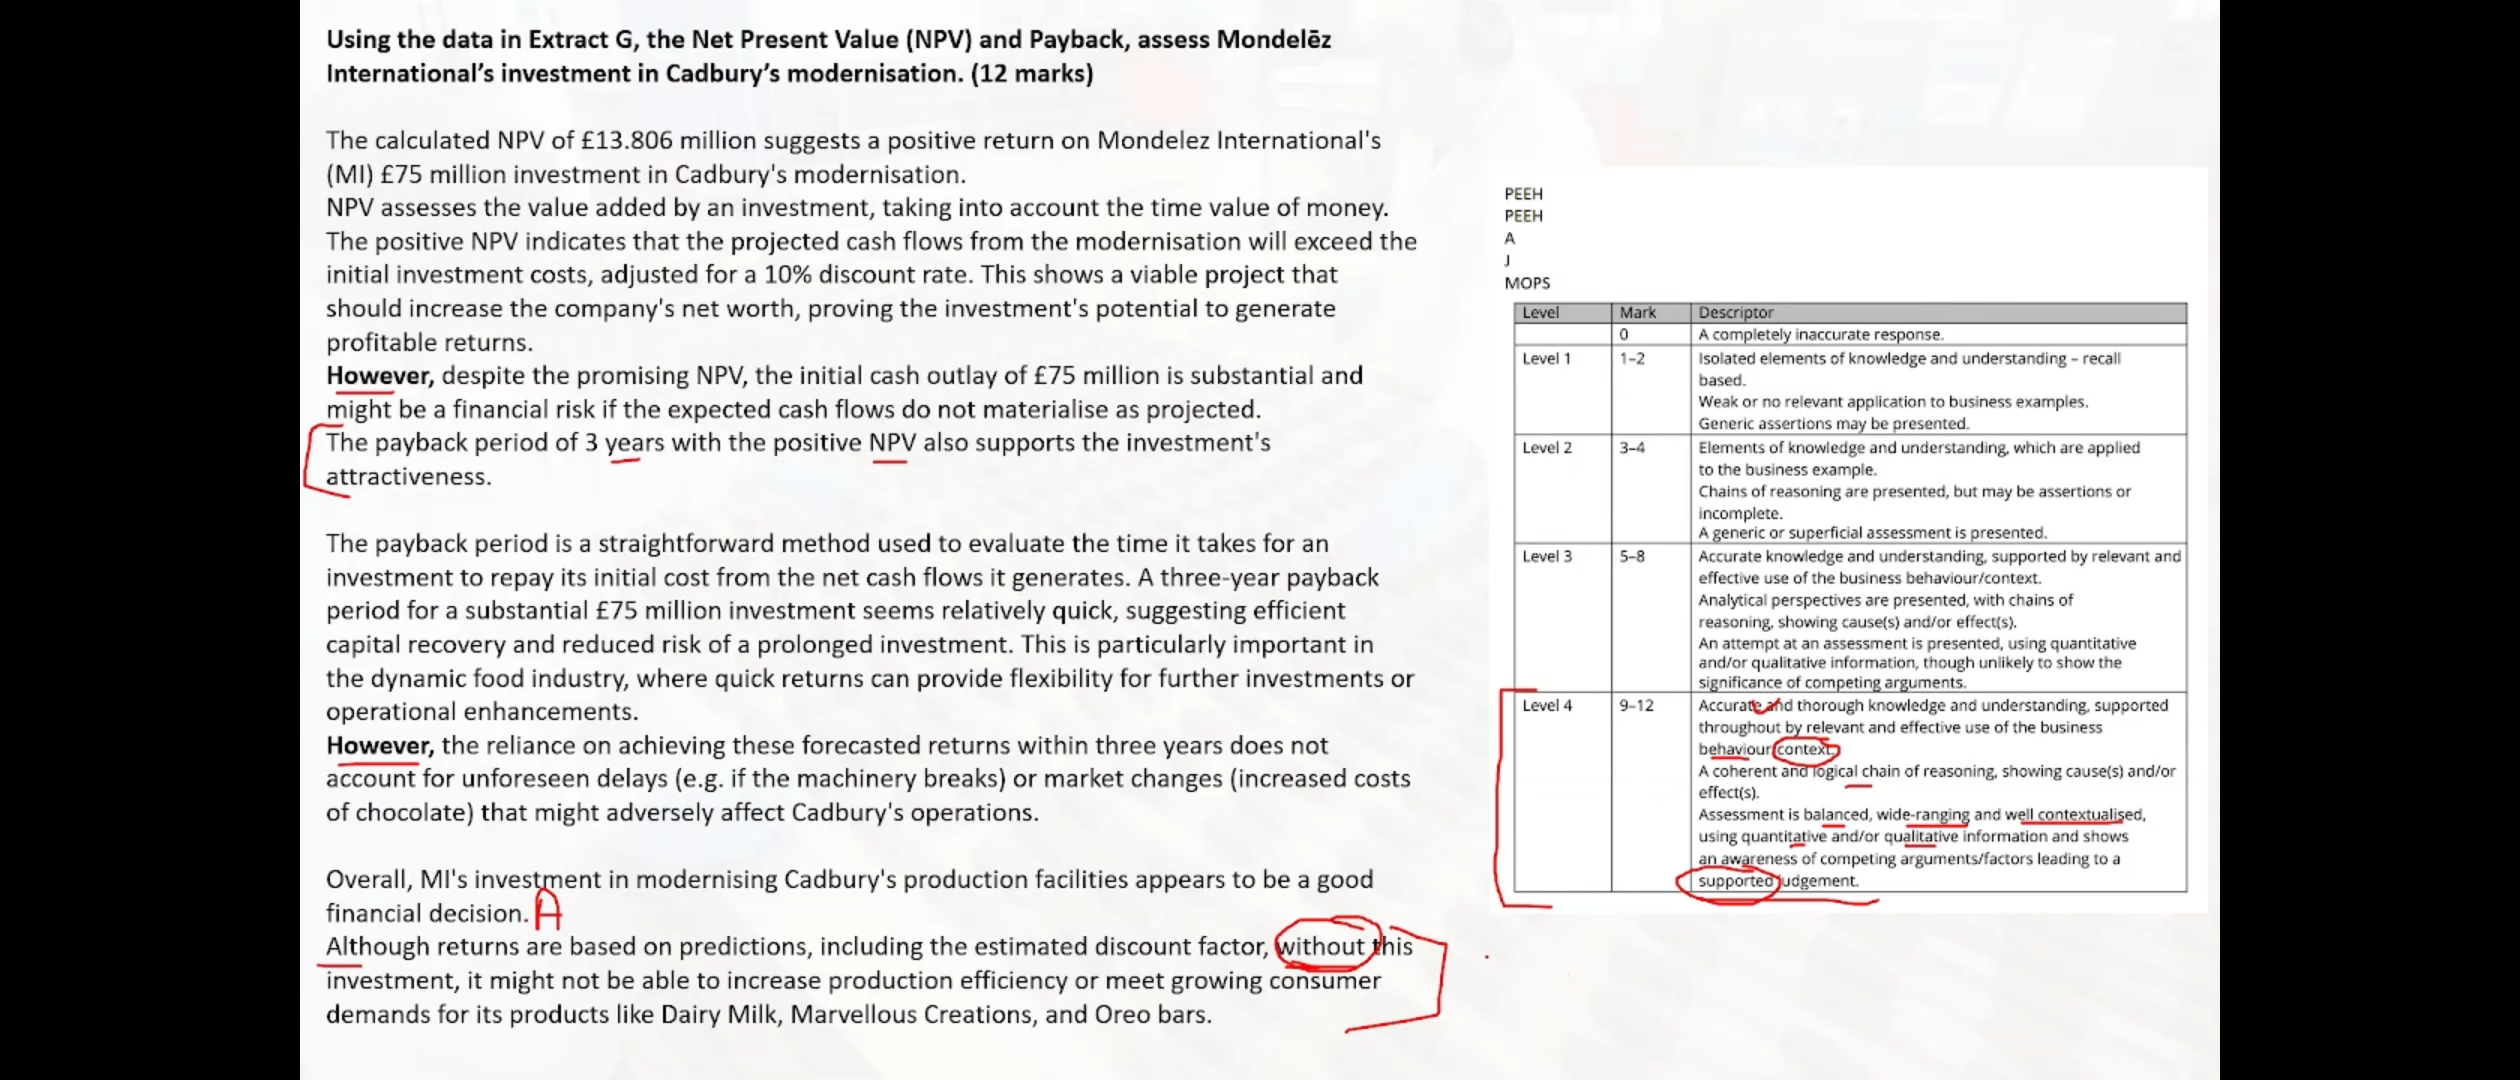 Using the data in Extract G, the Net Present Value (NPV) and Payback, assess Mondelēz
International's investment in Cadbury's modernisation. (12 marks)
The calculated NPV of £13.806 million suggests a positive return on Mondelez International's
(MI) £75 million investment in Cadbury's modernisation.
NPV assesses the value added by an investment, taking into account the time value of money.
The positive NPV indicates that the projected cash flows from the modernisation will exceed the
initial investment costs, adjusted for a 10% discount rate. This shows a viable project that
should increase the company's net worth, proving the investment's potential to generate
profitable returns.
However, despite the promising NPV, the initial cash outlay of £75 million is substantial and
might be a financial risk if the expected cash flows do not materialise as projected.
The payback period of 3 years with the positive NPV also supports the investment's
attractiveness.
The payback period is a straightforward method used to evaluate the time it takes for an
investment to repay its initial cost from the net cash flows it generates. A three-year payback
period for a substantial £75 million investment seems relatively quick, suggesting efficient
capital recovery and reduced risk of a prolonged investment. This is particularly important in
the dynamic food industry, where quick returns can provide flexibility for further investments or
operational enhancements.
However, the reliance on achieving these forecasted returns within three years does not
account for unforeseen delays (e.g. if the machinery breaks) or market changes (increased costs
of chocolate) that might adversely affect Cadbury's operations.
Overall, MI's investment in modernising Cadbury's production facilities appears to be a good
financial decision. A
Although returns are based on predictions, including the estimated discount factor, without this
investment, it might not be able to increase production efficiency or meet growing consumer
demands for its products like Dairy Milk, Marvellous Creations, and Oreo bars.
PEEH
PEEH
A
J
MOPS
Level Mark Descriptor
0 A completely inaccurate response.
Level 1 1–2 Isolated elements of knowledge and understanding – recall
based.
Weak or no relevant application to business examples.
Generic assertions may be presented.
Level 2 3–4 Elements of knowledge and understanding, which are applied
to the business example.
Chains of reasoning are presented, but may be assertions or
incomplete.
A generic or superficial assessment is presented.
Level 3 5–8 Accurate knowledge and understanding, supported by relevant and
effective use of the business behaviour/context.
Analytical perspectives are presented, with chains of
reasoning, showing cause(s) and/or effect(s).
An attempt at an assessment is presented, using quantitative
and/or qualitative information, though unlikely to show the
significance of competing arguments.
Level 4 9–12 Accurate and thorough knowledge and understanding, supported
throughout by relevant and effective use of the business
behaviour/context.
A coherent and logical chain of reasoning, showing cause(s) and/or
effect(s).
Assessment is balanced, wide-ranging and well contextualised,
using quantitative and/or qualitative information and shows
an awareness of competing arguments/factors leading to a
supported judgement.